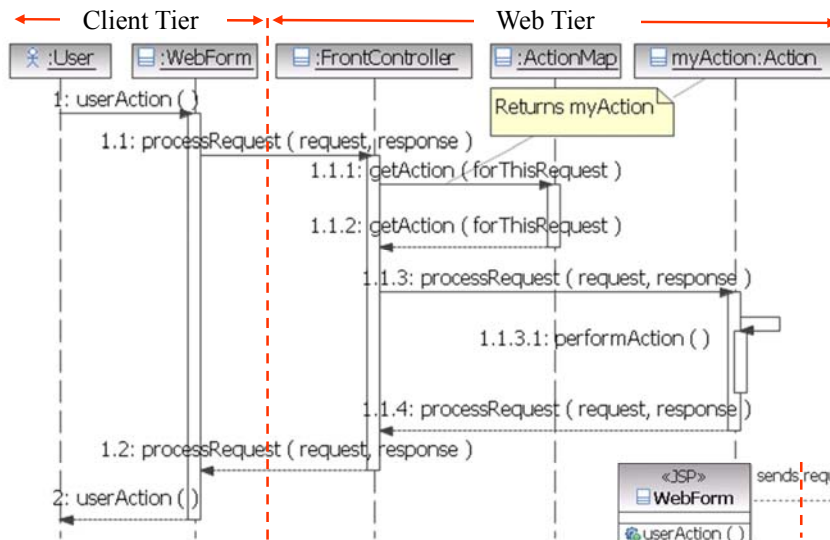 Client Tier
Web Tier
:User
:WebForm
:FrontController
:ActionMap
myAction:Action
1: userAction ( )
Returns myAction
1.1: processRequest ( request, response )
1.1.1: getAction ( forThisRequest )
1.1.2: getAction ( forThisRequest )
1.1.3: processRequest ( request, response )
1.1.3.1: performAction ( )
1.1.4: processRequest ( request, response )
1.2: processRequest ( request, response )
2: userAction ( )
«JSP»
WebForm
sends requ
userAction ( )